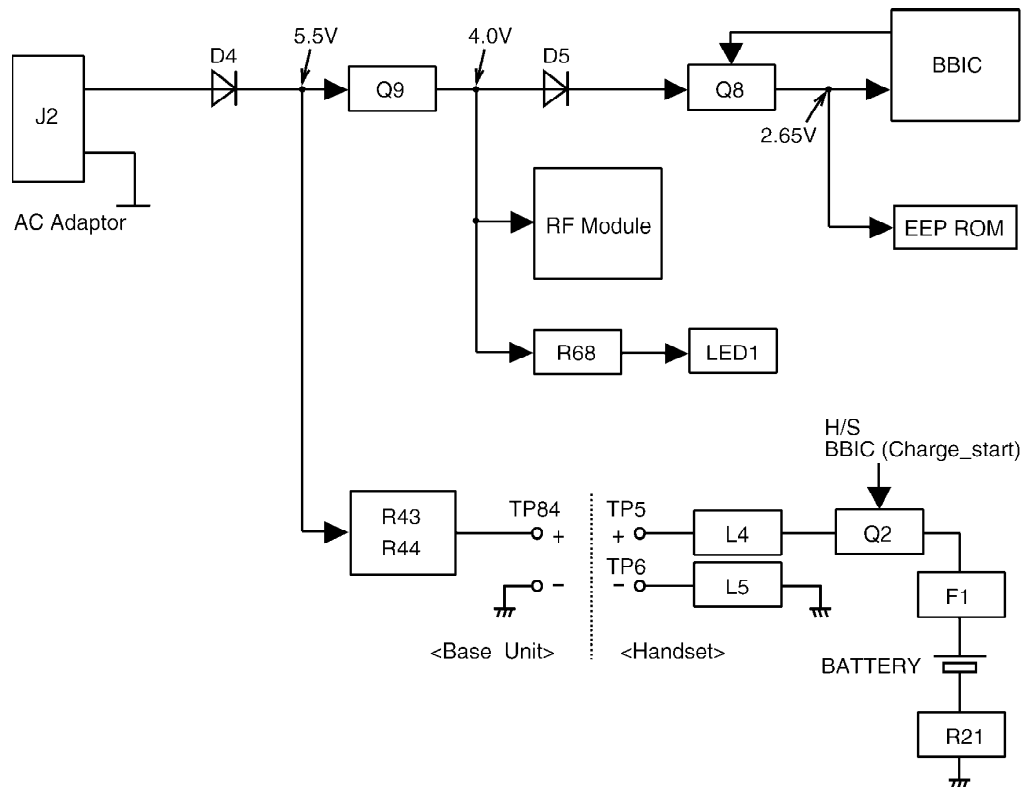 5.5V
4.0V
D4
D5
BBIC
J2
Q9
Q8
2.65V
AC Adaptor
RF Module
EEP ROM
R68
LED1
H/S
BBIC (Charge_start)
R43
R44
TP84
+
TP5
+
L4
Q2
−
TP6
−
L5
F1
<Base Unit>
<Handset>
BATTERY
R21